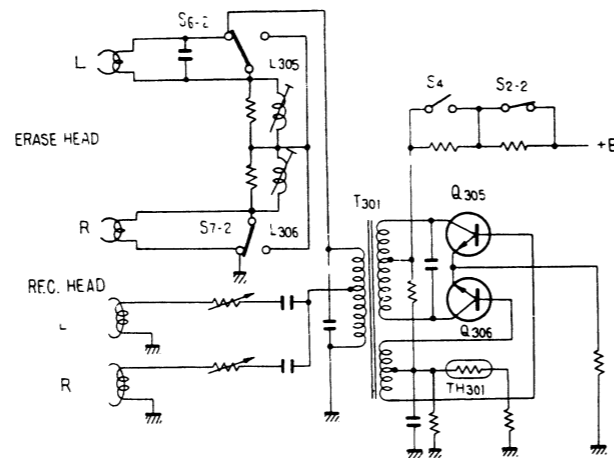 S6-2
L
L305
S4
S2-2
ERASE HEAD
+B
T301
Q305
R
S7-2
L306
REC. HEAD
L
Q306
R
TH301